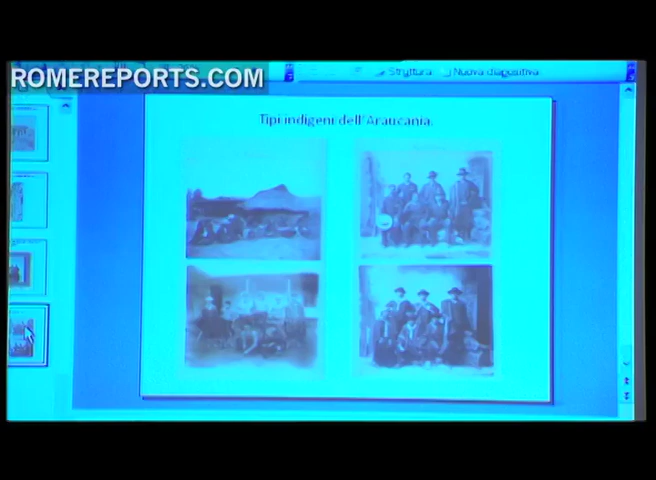 ROMEREPORTS.COM
Struttura Nuova diapositiva
Tipi indigeni dell'Araucania.